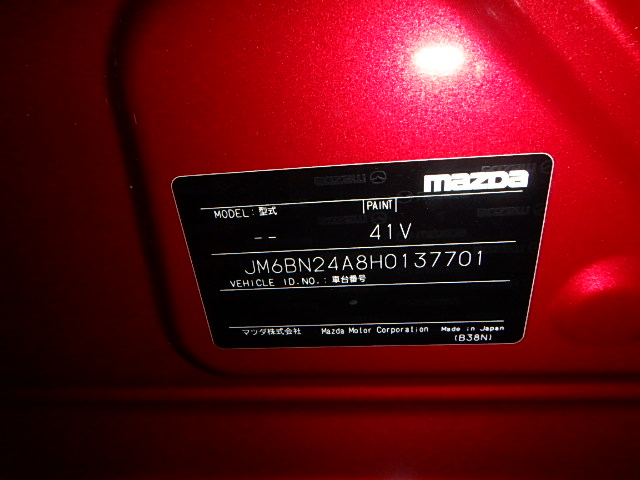 mazda
MODEL : 型式 PAINT
-- 41V
JM6BN24A8H0137701
VEHICLE ID.NO. : 車台番号
マツダ株式会社 Mazda Motor Corporation Made in Japan
(B38N)